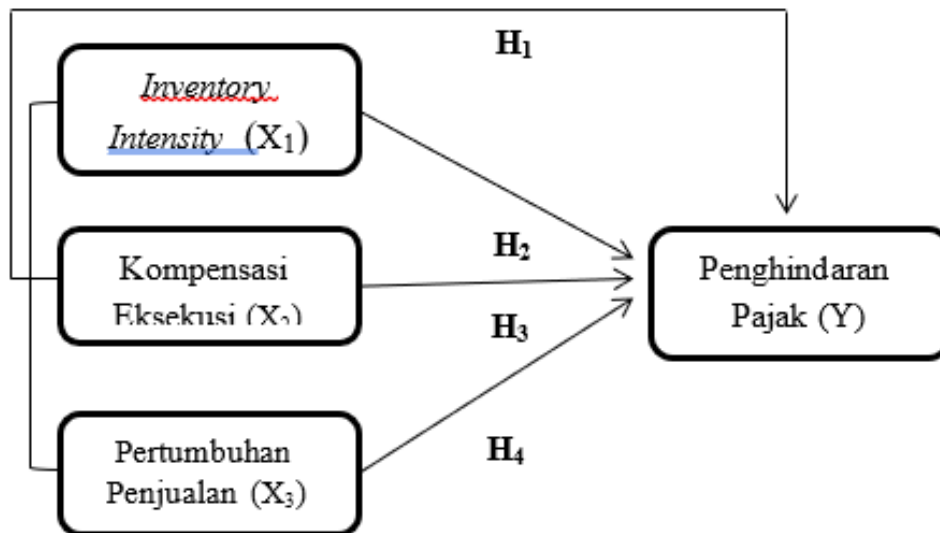 H₁
Inventory
Intensity (X₁)
H₂
Kompensasi
Eksekusi (X₂)
Penghindaran
Pajak (Y)
H₃
Pertumbuhan
Penjualan (X₃)
H₄